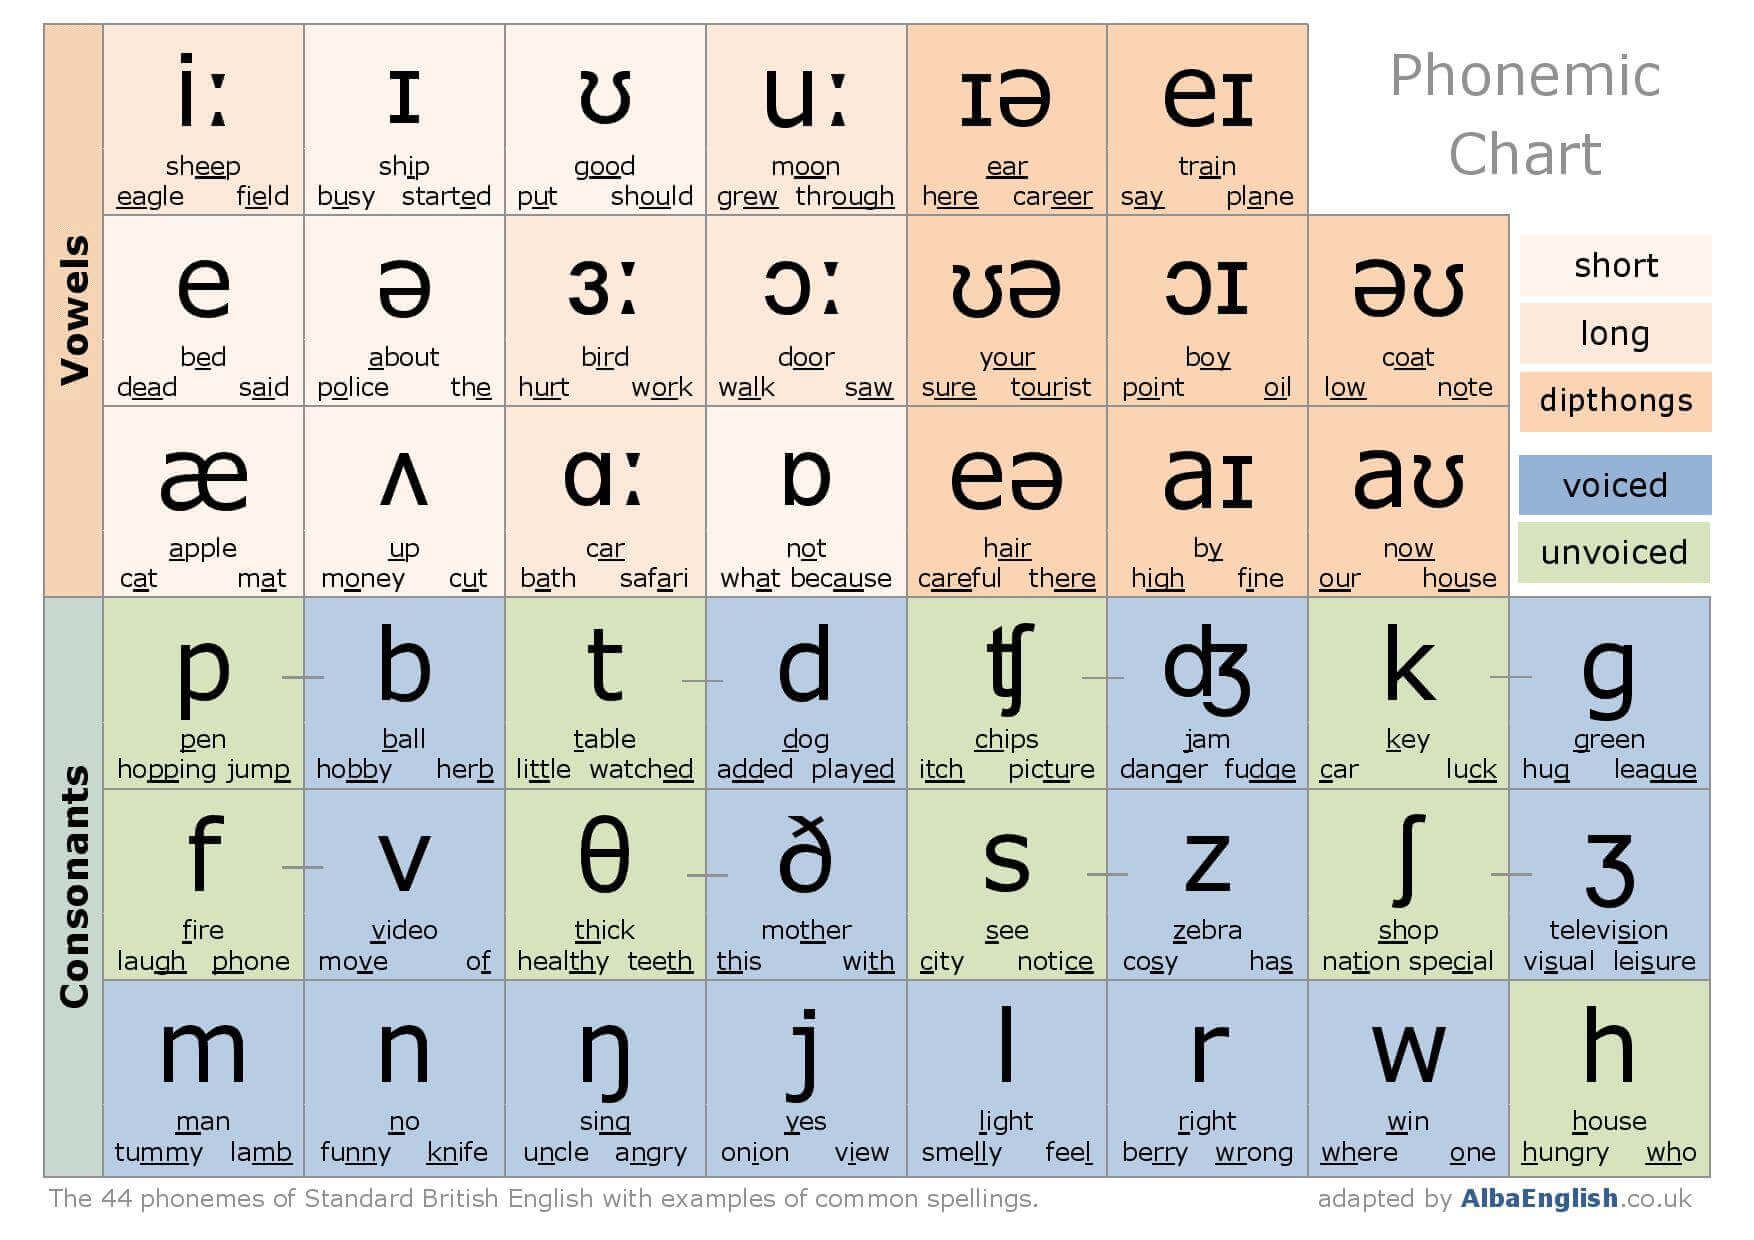 Phonemic
Chart
Vowels
iː ɪ ʊ uː ɪə eɪ
sheep ship good moon ear train
eagle field busy started put should grew through here career say plane
short
long
dipthongs
voiced
unvoiced
e ə ɜː ɔː ʊə ɔɪ əʊ
bed about bird door your boy coat
dead said police the hurt work walk saw sure tourist point oil low note
æ ʌ ɑː ɒ eə aɪ aʊ
apple up car not hair by now
cat mat money cut bath safari what because careful there high fine our house
Consonants
p b t d ʧ ʤ k g
pen ball table dog chips jam key green
hopping jump hobby herb little watched added played itch picture danger fudge car luck hug league
f v θ ð s z ʃ ʒ
fire video thick mother see zebra shop television
laugh phone move of healthy teeth this with city notice cosy has nation special visual leisure
m n ŋ j l r w h
man no sing yes light right win house
tummy lamb funny knife uncle angry onion view smelly feel berry wrong where one hungry who
The 44 phonemes of Standard British English with examples of common spellings.
adapted by AlbaEnglish.co.uk